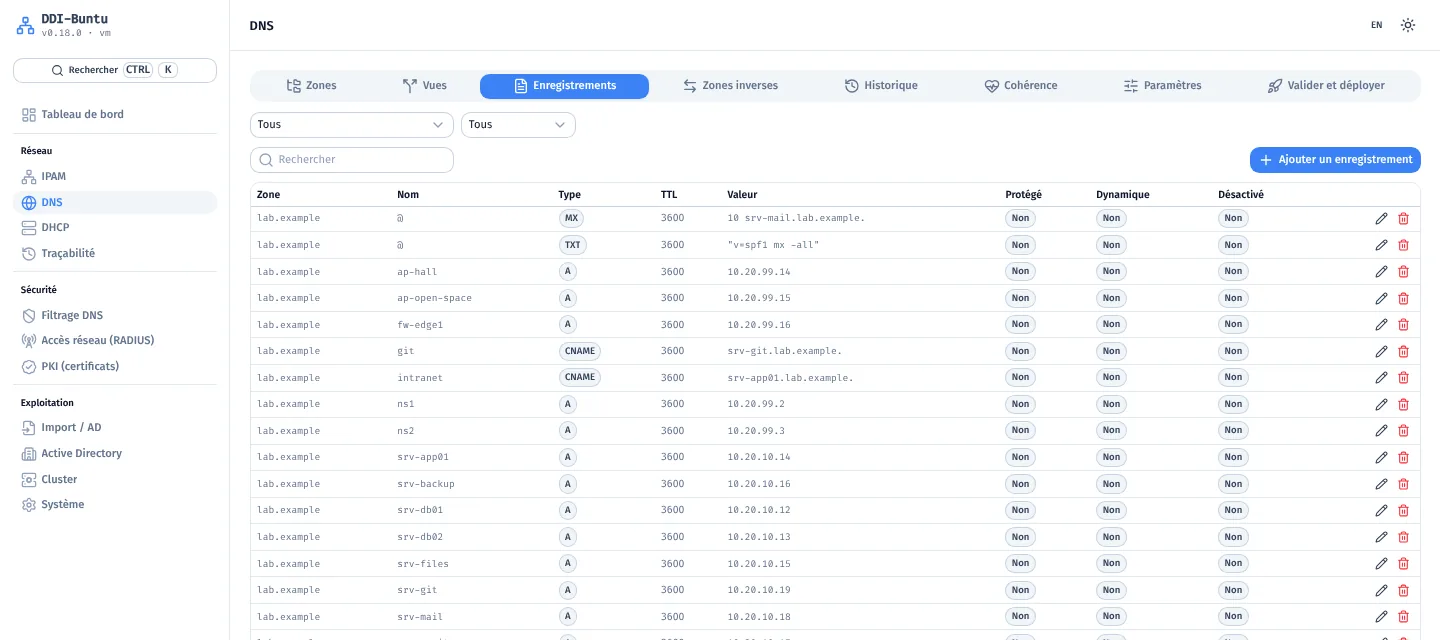 DDI-Buntu
v0.18.0 · vm
Rechercher CTRL K
Tableau de bord
Réseau
IPAM
DNS
DHCP
Traçabilité
Sécurité
Filtrage DNS
Accès réseau (RADIUS)
PKI (certificats)
Exploitation
Import / AD
Active Directory
Cluster
Système
DNS
EN
Zones Vues Enregistrements Zones inverses Historique Cohérence Paramètres Valider et déployer
Tous Tous
Rechercher
Ajouter un enregistrement
Zone Nom Type TTL Valeur Protégé Dynamique Désactivé
lab.example @ MX 3600 10 srv-mail.lab.example. Non Non Non
lab.example @ TXT 3600 "v=spf1 mx -all" Non Non Non
lab.example ap-hall A 3600 10.20.99.14 Non Non Non
lab.example ap-open-space A 3600 10.20.99.15 Non Non Non
lab.example fw-edge1 A 3600 10.20.99.16 Non Non Non
lab.example git CNAME 3600 srv-git.lab.example. Non Non Non
lab.example intranet CNAME 3600 srv-app01.lab.example. Non Non Non
lab.example ns1 A 3600 10.20.99.2 Non Non Non
lab.example ns2 A 3600 10.20.99.3 Non Non Non
lab.example srv-app01 A 3600 10.20.10.14 Non Non Non
lab.example srv-backup A 3600 10.20.10.16 Non Non Non
lab.example srv-db01 A 3600 10.20.10.12 Non Non Non
lab.example srv-db02 A 3600 10.20.10.13 Non Non Non
lab.example srv-files A 3600 10.20.10.15 Non Non Non
lab.example srv-git A 3600 10.20.10.19 Non Non Non
lab.example srv-mail A 3600 10.20.10.18 Non Non Non